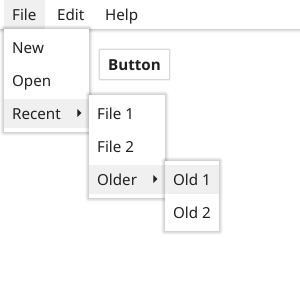 File Edit Help
New
Open
Recent
Button
File 1
File 2
Older
Old 1
Old 2